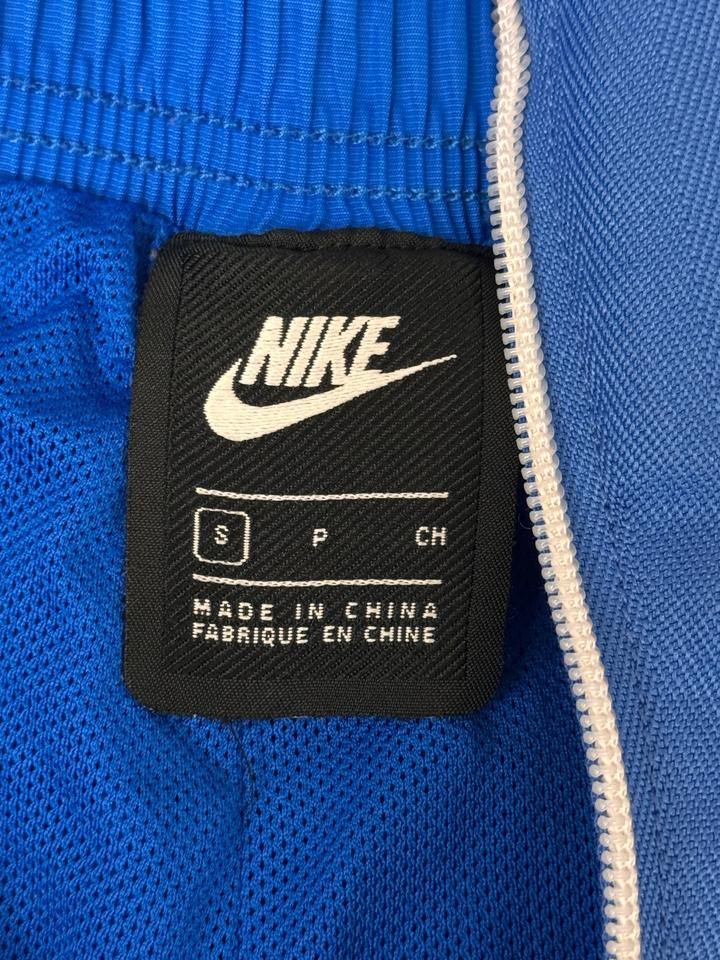 NIKE
S P CH
MADE IN CHINA
FABRIQUE EN CHINE